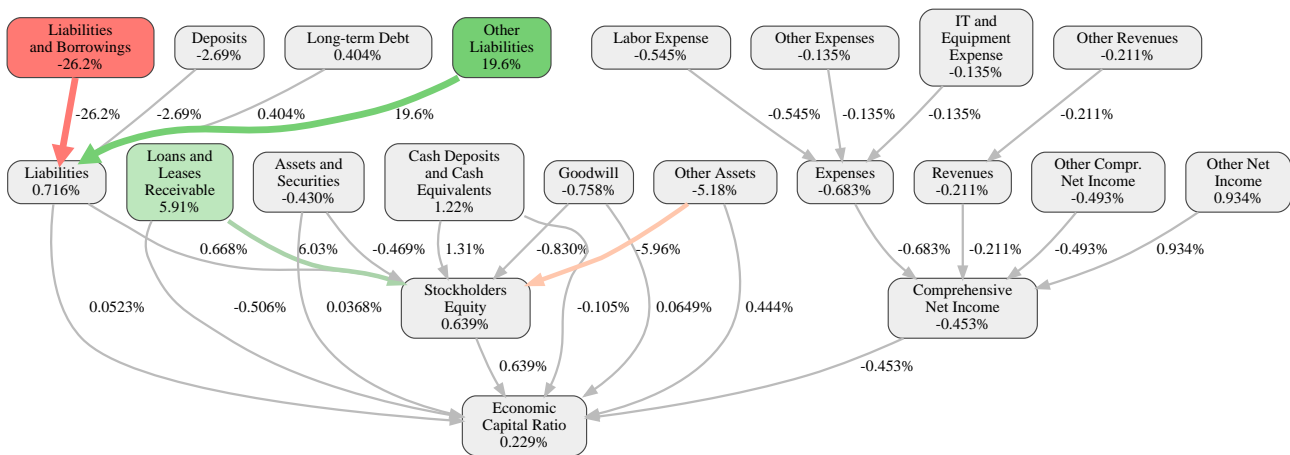 Liabilities
and Borrowings
-26.2%
Deposits
-2.69%
Long-term Debt
0.404%
Other
Liabilities
19.6%
Labor Expense
-0.545%
Other Expenses
-0.135%
IT and
Equipment
Expense
-0.135%
Other Revenues
-0.211%
-26.2%
-2.69%
0.404%
19.6%
-0.545%
-0.135%
-0.135%
-0.211%
Liabilities
0.716%
Loans and
Leases
Receivable
5.91%
Assets and
Securities
-0.430%
Cash Deposits
and Cash
Equivalents
1.22%
Goodwill
-0.758%
Other Assets
-5.18%
Expenses
-0.683%
Revenues
-0.211%
Other Compr.
Net Income
-0.493%
Other Net
Income
0.934%
0.668%
6.03%
-0.469%
1.31%
-0.830%
-5.96%
-0.683%
-0.211%
-0.493%
0.934%
0.0523%
-0.506%
0.0368%
Stockholders
Equity
0.639%
-0.105%
0.0649%
0.444%
Comprehensive
Net Income
-0.453%
0.639%
-0.453%
Economic
Capital Ratio
0.229%